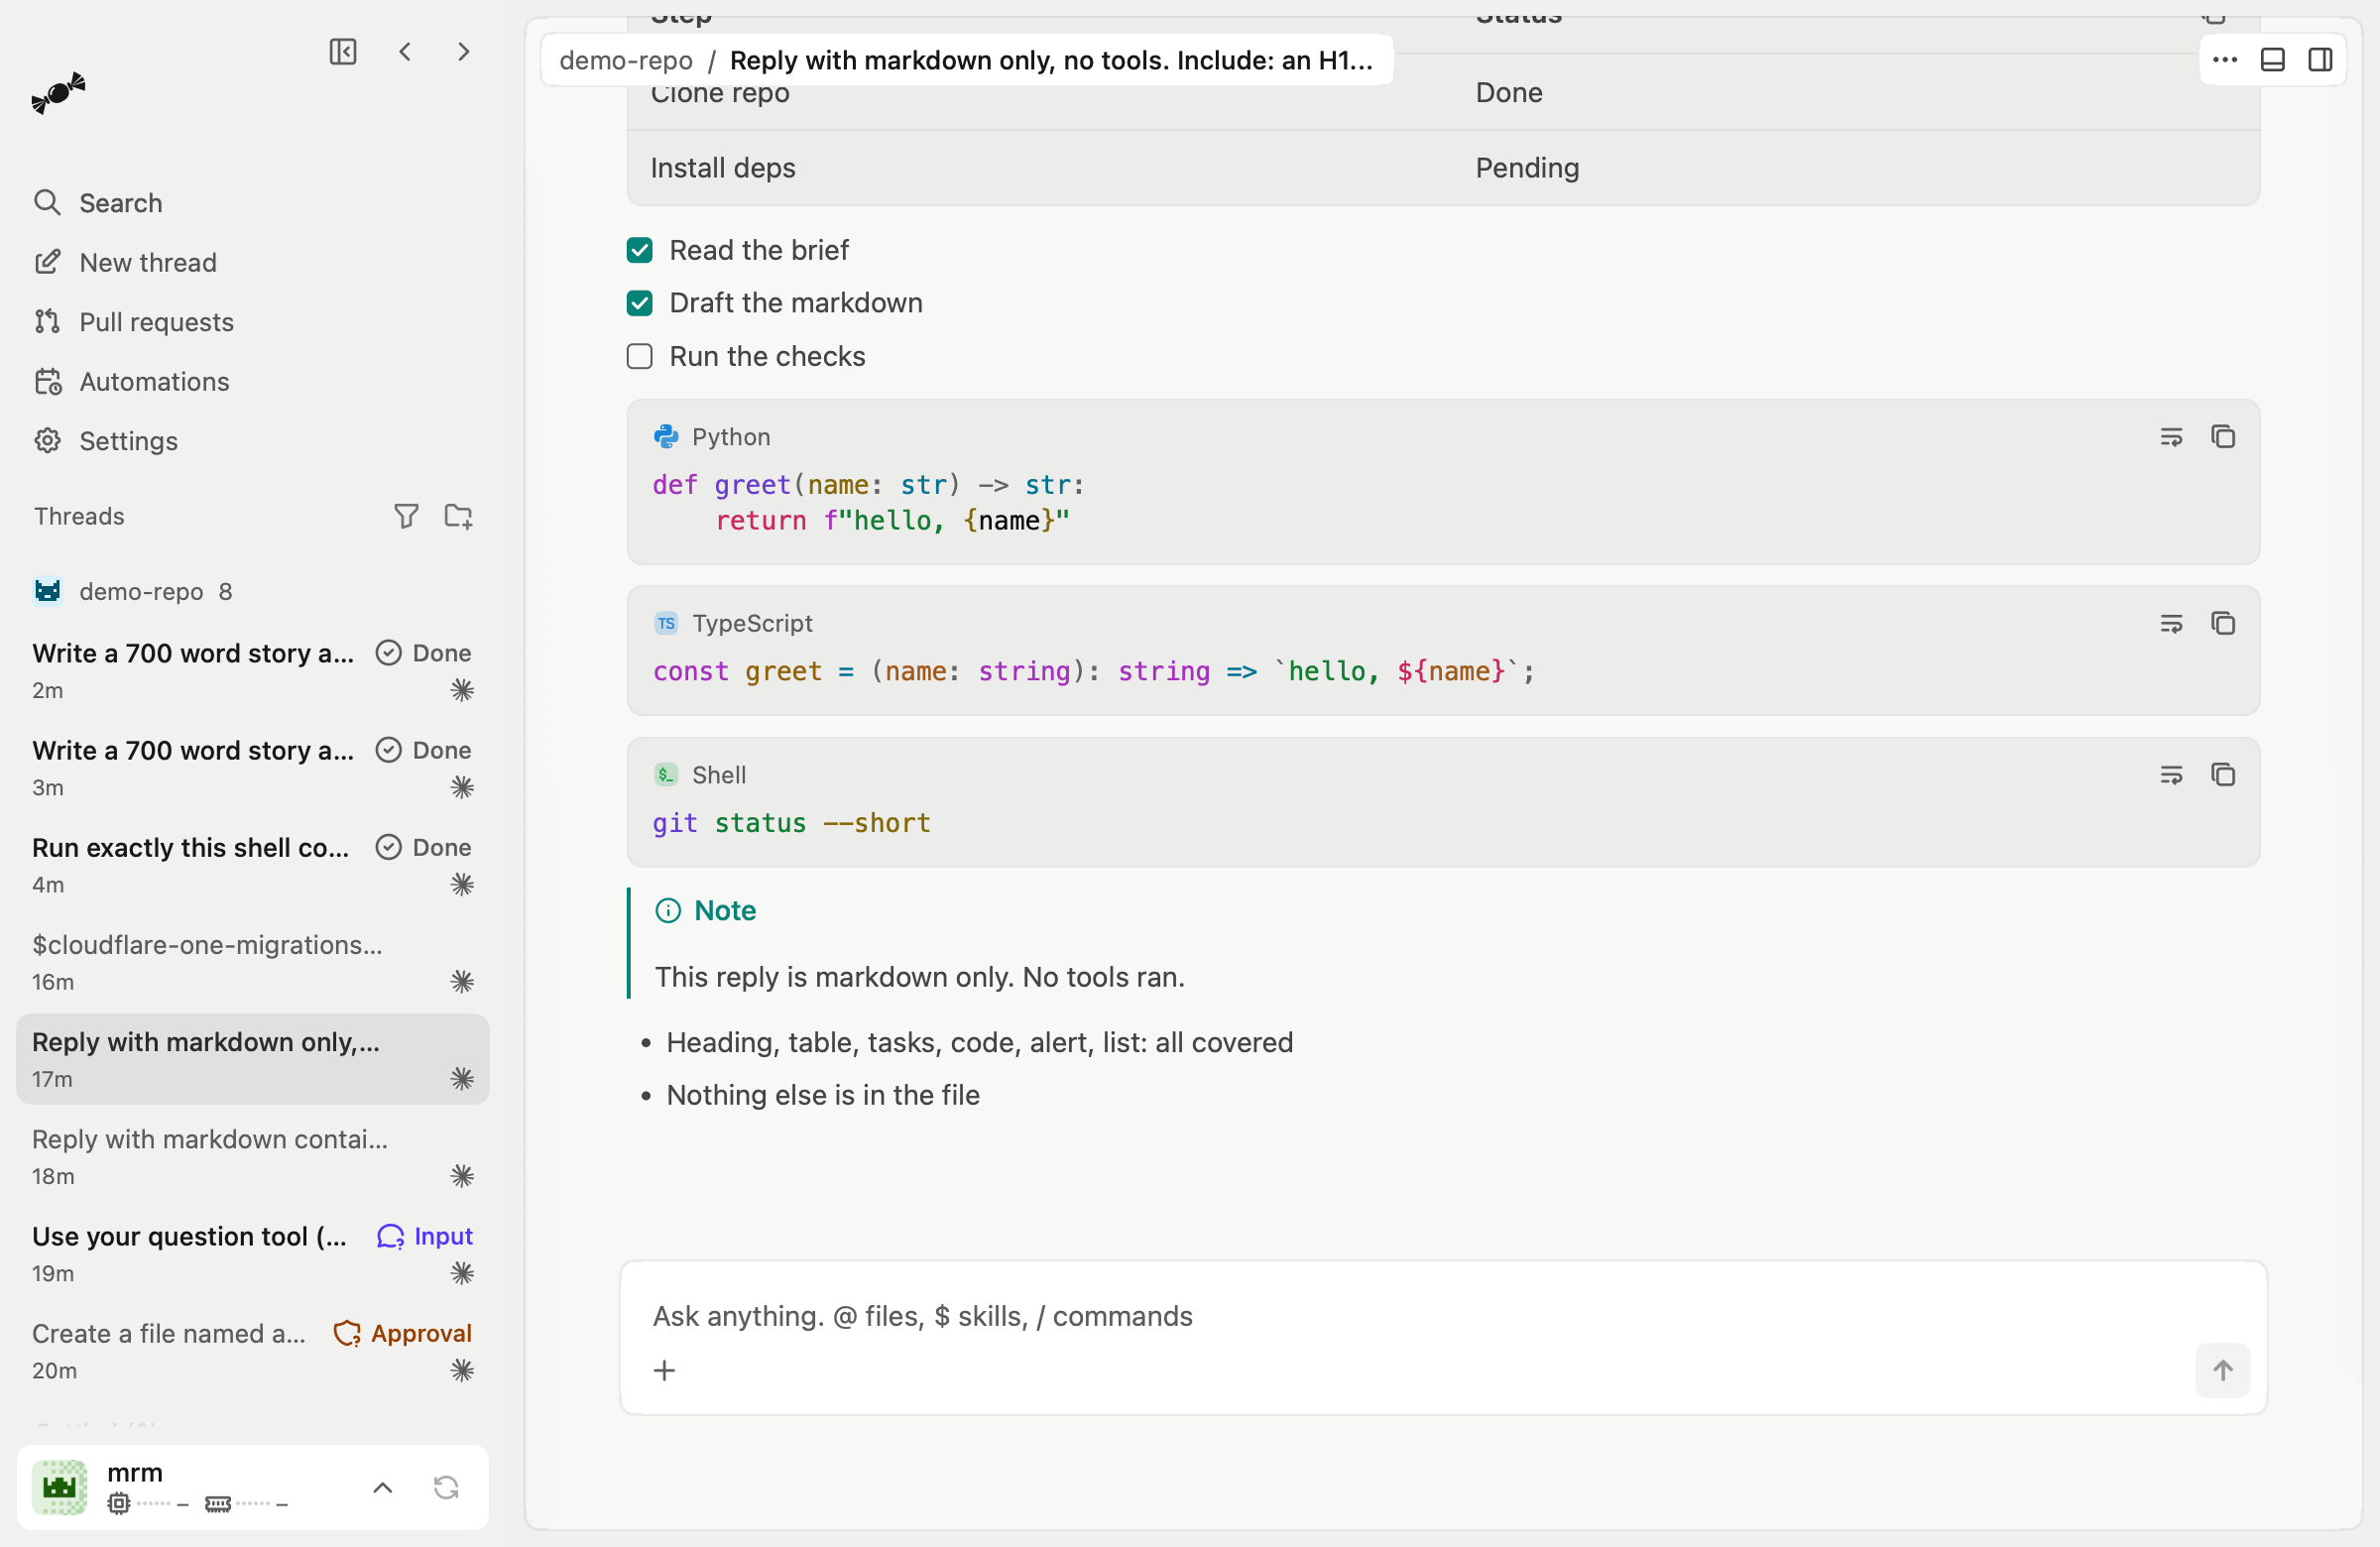 Search
New thread
Pull requests
Automations
Settings
Threads
demo-repo 8
Write a 700 word story a... Done
2m
Write a 700 word story a... Done
3m
Run exactly this shell co... Done
4m
$cloudflare-one-migrations...
16m
Reply with markdown only,...
17m
Reply with markdown contai...
18m
Use your question tool (... Input
19m
Create a file named a... Approval
20m
mrm
– –
Step Status
demo-repo / Reply with markdown only, no tools. Include: an H1...
Clone repo Done
Install deps Pending
Read the brief
Draft the markdown
Run the checks
Python
def greet(name: str) -> str:
    return f"hello, {name}"
TS TypeScript
const greet = (name: string): string => `hello, ${name}`;
$_ Shell
git status --short
Note
This reply is markdown only. No tools ran.
• Heading, table, tasks, code, alert, list: all covered
• Nothing else is in the file
Ask anything. @ files, $ skills, / commands